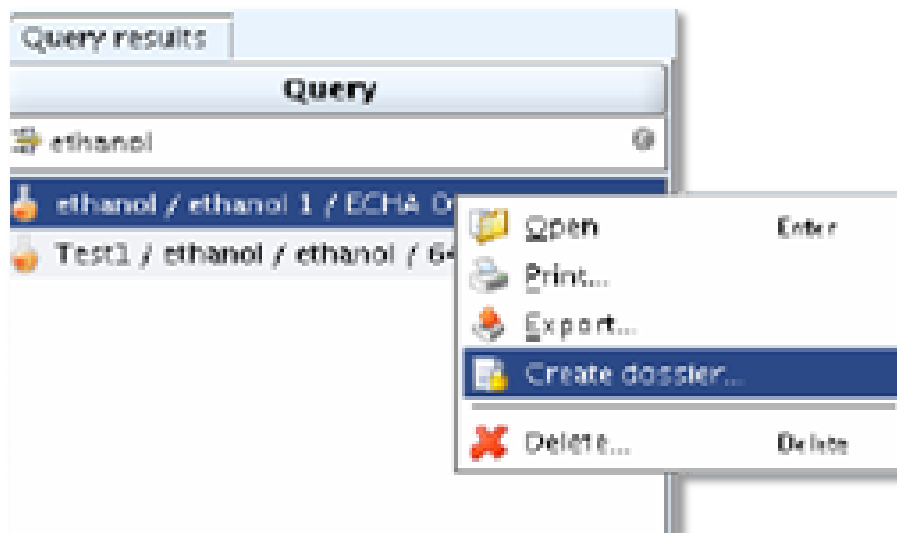 Query results
Query
ethanol
ethanol / ethanol 1 / ECHA
Test1 / ethanol / ethanol / 64
Open Enter
Print...
Export...
Create dossier...
Delete... Delete